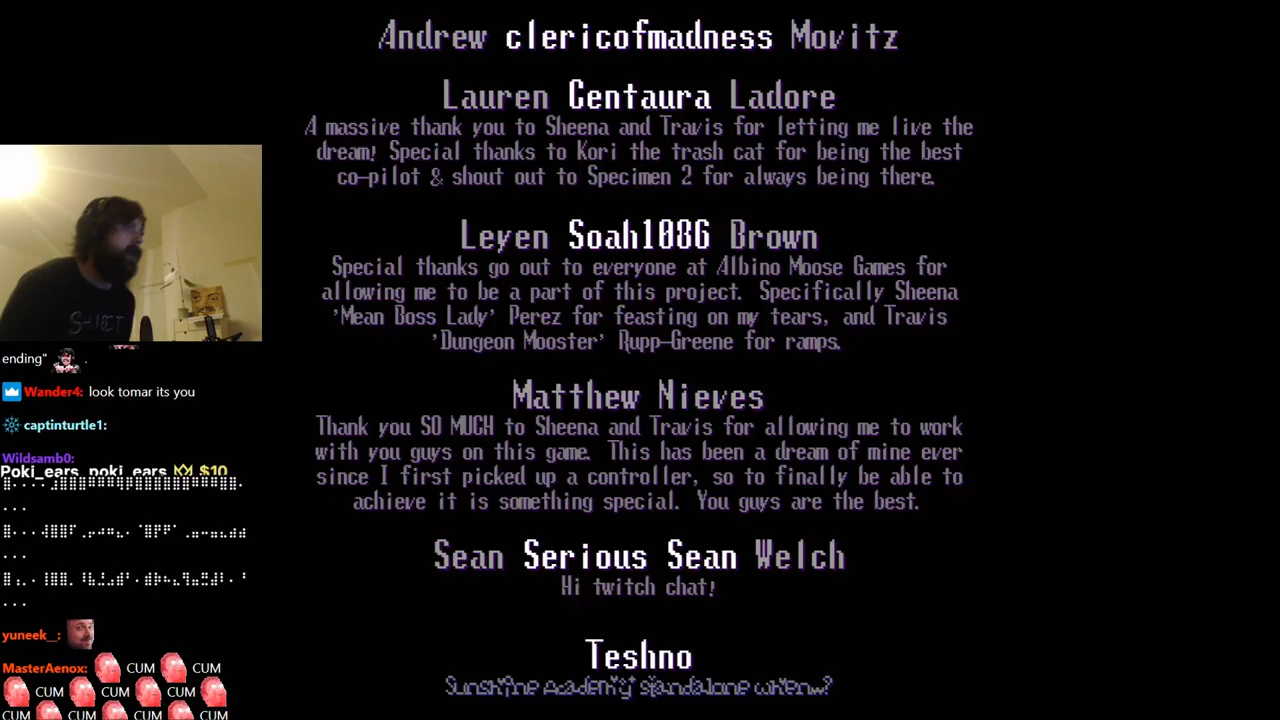 Andrew clericofmadness Movitz
Lauren Centaura Ladore
A massive thank you to Sheena and Travis for letting me live the
dream! Special thanks to Kori the trash cat for being the best
co-pilot & shout out to Specimen 2 for always being there.
Leyen Soah1086 Brown
Special thanks go out to everyone at Albino Moose Games for
allowing me to be a part of this project. Specifically Sheena
'Mean Boss Lady' Perez for feasting on my tears, and Travis
'Dungeon Mooster' Rupp-Greene for ramps.
Matthew Nieves
Thank you SO MUCH to Sheena and Travis for allowing me to work
with you guys on this game. This has been a dream of mine ever
since I first picked up a controller, so to finally be able to
achieve it is something special. You guys are the best.
Sean Serious Sean Welch
Hi twitch chat!
Teshno
Sunshine Academy standalone when?
ending" .
Wander4: look tomar its you
captinturtle1:
Wildsamb0:
Poki_ears_poki_ears $10
yuneek__:
MasterAenox: CUM CUM
CUM CUM CUM
CUM CUM CUM